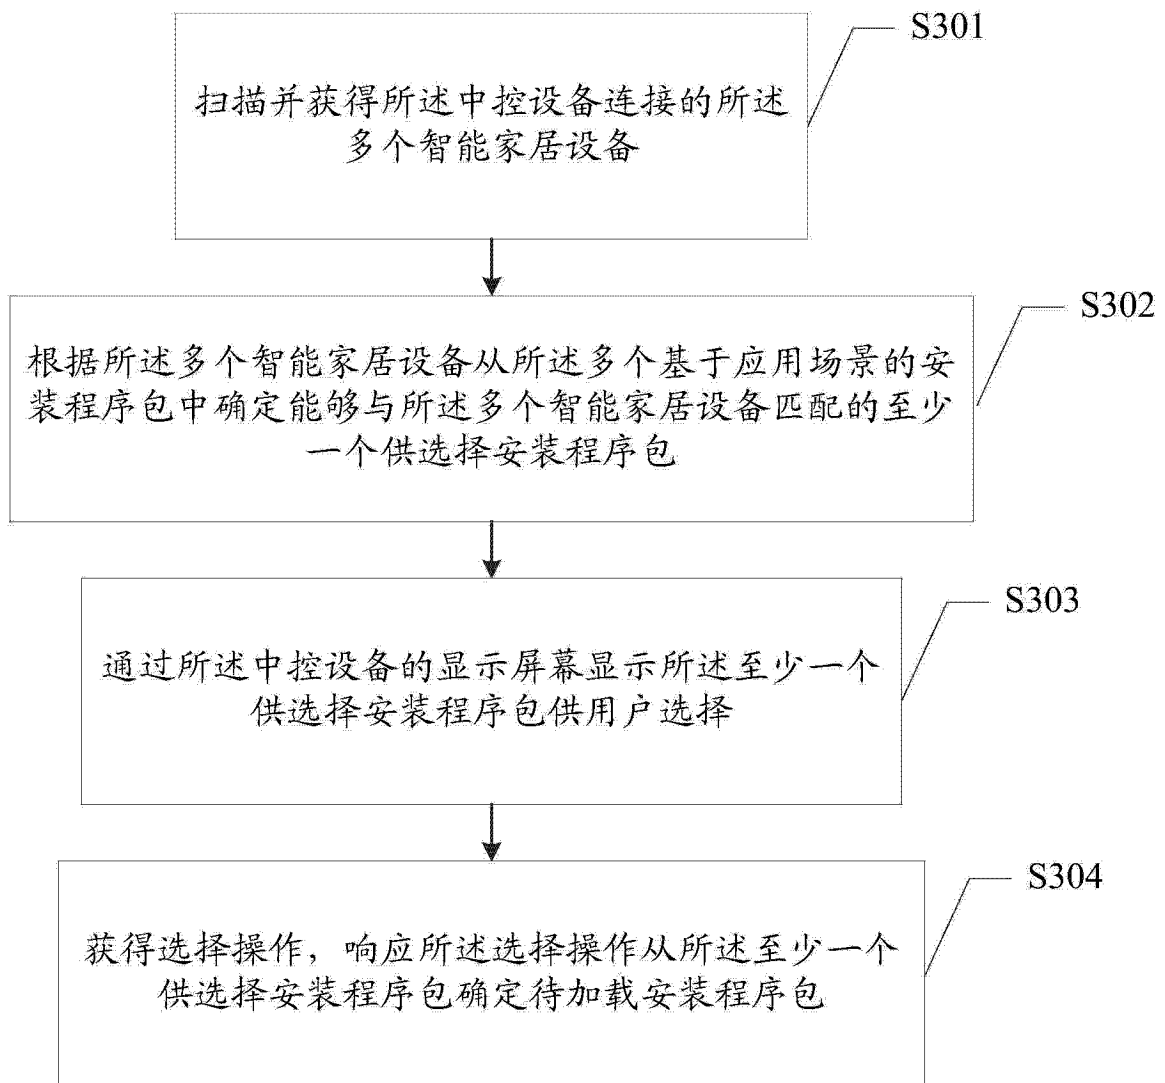 S301
扫描并获得所述中控设备连接的所述
多个智能家居设备
S302
根据所述多个智能家居设备从所述多个基于应用场景的安
装程序包中确定能够与所述多个智能家居设备匹配的至少
一个供选择安装程序包
S303
通过所述中控设备的显示屏幕显示所述至少一个
供选择安装程序包供用户选择
S304
获得选择操作，响应所述选择操作从所述至少一个
供选择安装程序包确定待加载安装程序包